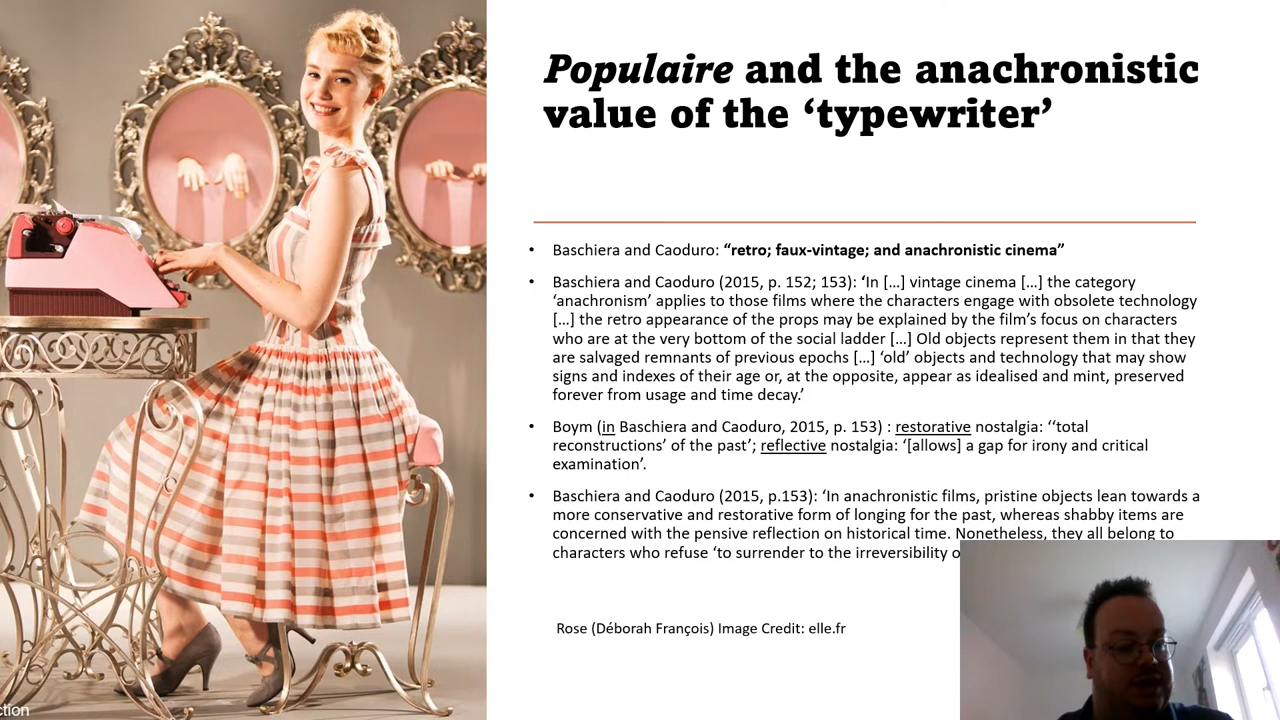 Populaire and the anachronistic
value of the ‘typewriter’
• Baschiera and Caoduro: “retro; faux-vintage; and anachronistic cinema”
• Baschiera and Caoduro (2015, p. 152; 153): ‘In […] vintage cinema […] the category
‘anachronism’ applies to those films where the characters engage with obsolete technology
[…] the retro appearance of the props may be explained by the film’s focus on characters
who are at the very bottom of the social ladder […] Old objects represent them in that they
are salvaged remnants of previous epochs […] ‘old’ objects and technology that may show
signs and indexes of their age or, at the opposite, appear as idealised and mint, preserved
forever from usage and time decay.’
• Boym (in Baschiera and Caoduro, 2015, p. 153) : restorative nostalgia: ‘‘total
reconstructions’ of the past’; reflective nostalgia: ‘[allows] a gap for irony and critical
examination’.
• Baschiera and Caoduro (2015, p.153): ‘In anachronistic films, pristine objects lean towards a
more conservative and restorative form of longing for the past, whereas shabby items are
concerned with the pensive reflection on historical time. Nonetheless, they all belong to
characters who refuse ‘to surrender to the irreversibility
Rose (Déborah François) Image Credit: elle.fr
ction